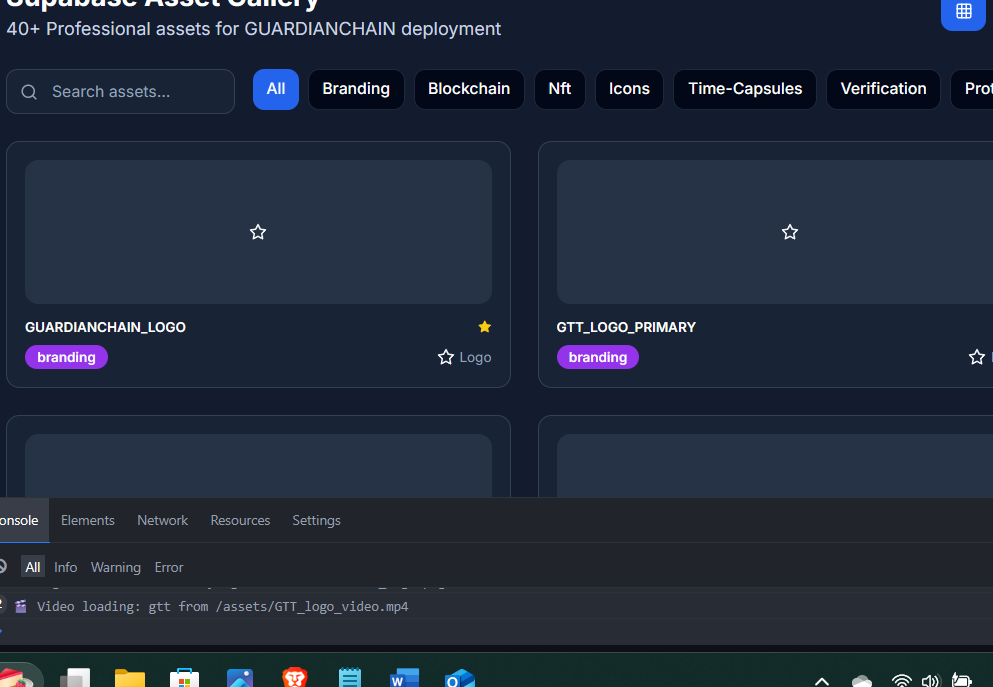 Supabase Asset Gallery
40+ Professional assets for GUARDIANCHAIN deployment
Search assets...
All Branding Blockchain Nft Icons Time-Capsules Verification Prot
GUARDIANCHAIN_LOGO
branding
Logo
GTT_LOGO_PRIMARY
branding
onsole Elements Network Resources Settings
All Info Warning Error
2 Video loading: gtt from /assets/GTT_logo_video.mp4